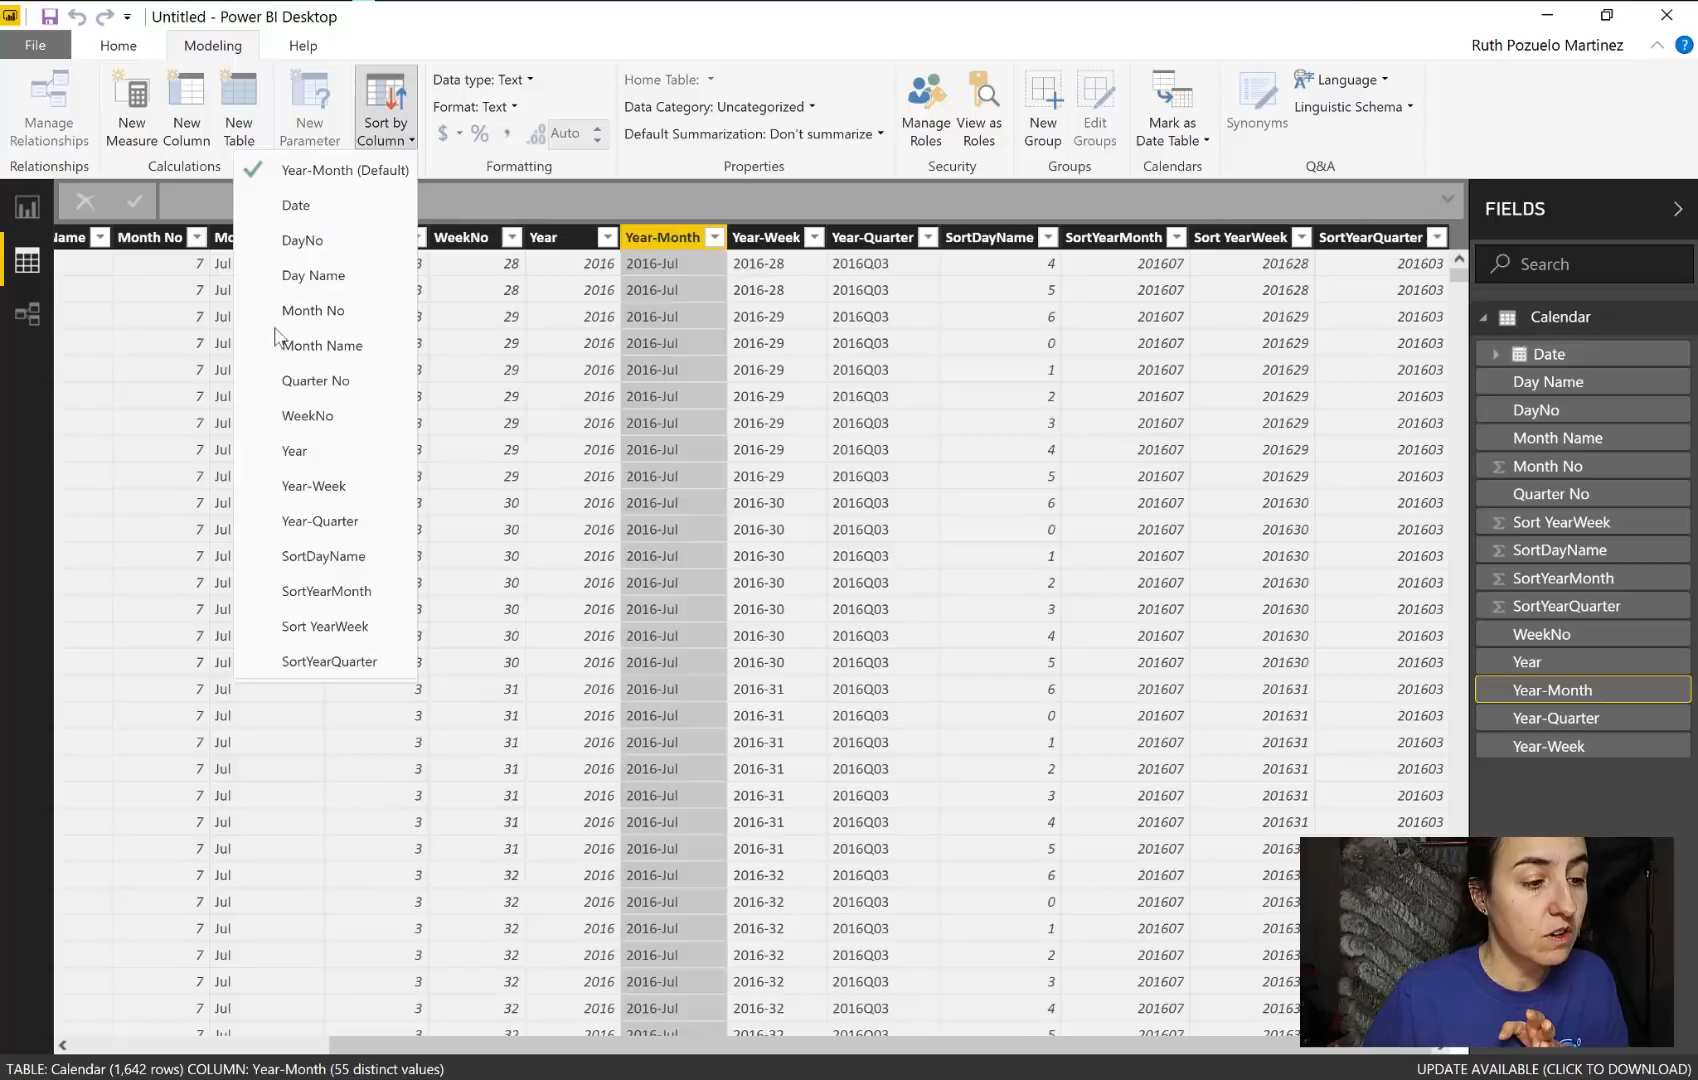 Untitled - Power BI Desktop
File Home Modeling Help
Ruth Pozuelo Martinez
Manage Relationships
New Measure
New Column
New Table
New Parameter
Sort by Column
Data type: Text
Format: Text
$ % , Auto
Home Table:
Data Category: Uncategorized
Default Summarization: Don't summarize
Manage Roles
View as Roles
New Group
Edit Groups
Mark as Date Table
Synonyms
Language
Linguistic Schema
Relationships Calculations Formatting Properties Security Groups Calendars Q&A
Year-Month (Default)
Date
DayNo
Day Name
Month No
Month Name
Quarter No
WeekNo
Year
Year-Week
Year-Quarter
SortDayName
SortYearMonth
Sort YearWeek
SortYearQuarter
Name Month No Mo WeekNo Year Year-Month Year-Week Year-Quarter SortDayName SortYearMonth Sort YearWeek SortYearQuarter
7 Jul 3 28 2016 2016-Jul 2016-28 2016Q03 4 201607 201628 201603
7 Jul 28 2016 2016-Jul 2016-28 2016Q03 5 201607 201628 201603
7 Jul 29 2016 2016-Jul 2016-29 2016Q03 6 201607 201629 201603
7 Jul 3 29 2016 2016-Jul 2016-29 2016Q03 0 201607 201629 201603
7 Jul 3 29 2016 2016-Jul 2016-29 2016Q03 1 201607 201629 201603
7 Jul 3 29 2016 2016-Jul 2016-29 2016Q03 2 201607 201629 201603
7 Jul 3 29 2016 2016-Jul 2016-29 2016Q03 3 201607 201629 201603
7 Jul 3 29 2016 2016-Jul 2016-29 2016Q03 4 201607 201629 201603
7 Jul 3 29 2016 2016-Jul 2016-29 2016Q03 5 201607 201629 201603
7 Jul 3 30 2016 2016-Jul 2016-30 2016Q03 6 201607 201630 201603
7 Jul 3 30 2016 2016-Jul 2016-30 2016Q03 0 201607 201630 201603
7 Jul 3 30 2016 2016-Jul 2016-30 2016Q03 1 201607 201630 201603
7 Jul 3 30 2016 2016-Jul 2016-30 2016Q03 2 201607 201630 201603
7 Jul 3 30 2016 2016-Jul 2016-30 2016Q03 3 201607 201630 201603
7 Jul 3 30 2016 2016-Jul 2016-30 2016Q03 4 201607 201630 201603
7 Jul 3 30 2016 2016-Jul 2016-30 2016Q03 5 201607 201630 201603
7 Jul 3 31 2016 2016-Jul 2016-31 2016Q03 6 201607 201631 201603
7 Jul 3 31 2016 2016-Jul 2016-31 2016Q03 0 201607 201631 201603
7 Jul 3 31 2016 2016-Jul 2016-31 2016Q03 1 201607 201631 201603
7 Jul 3 31 2016 2016-Jul 2016-31 2016Q03 2 201607 201631 201603
7 Jul 3 31 2016 2016-Jul 2016-31 2016Q03 3 201607 201631 201603
7 Jul 3 31 2016 2016-Jul 2016-31 2016Q03 4 201607 201631 201603
7 Jul 3 31 2016 2016-Jul 2016-31 2016Q03 5 201607 20163
7 Jul 3 32 2016 2016-Jul 2016-32 2016Q03 6 201607 20163
7 Jul 3 32 2016 2016-Jul 2016-32 2016Q03 0 201607 20163
7 Jul 3 32 2016 2016-Jul 2016-32 2016Q03 1 201607 20163
7 Jul 3 32 2016 2016-Jul 2016-32 2016Q03 2 201607 20163
7 Jul 3 32 2016 2016-Jul 2016-32 2016Q03 3 201607 20163
7 Jul 3 32 2016 2016-Jul 2016-32 2016Q03 4 201607 20163
7 Jul 3 32 2016 2016-Jul 2016-32 2016Q03 5 201607 20163
FIELDS
Search
Calendar
Date
Day Name
DayNo
Month Name
Σ Month No
Quarter No
Σ Sort YearWeek
Σ SortDayName
Σ SortYearMonth
Σ SortYearQuarter
WeekNo
Year
Year-Month
Year-Quarter
Year-Week
TABLE: Calendar (1,642 rows) COLUMN: Year-Month (55 distinct values)
UPDATE AVAILABLE (CLICK TO DOWNLOAD)